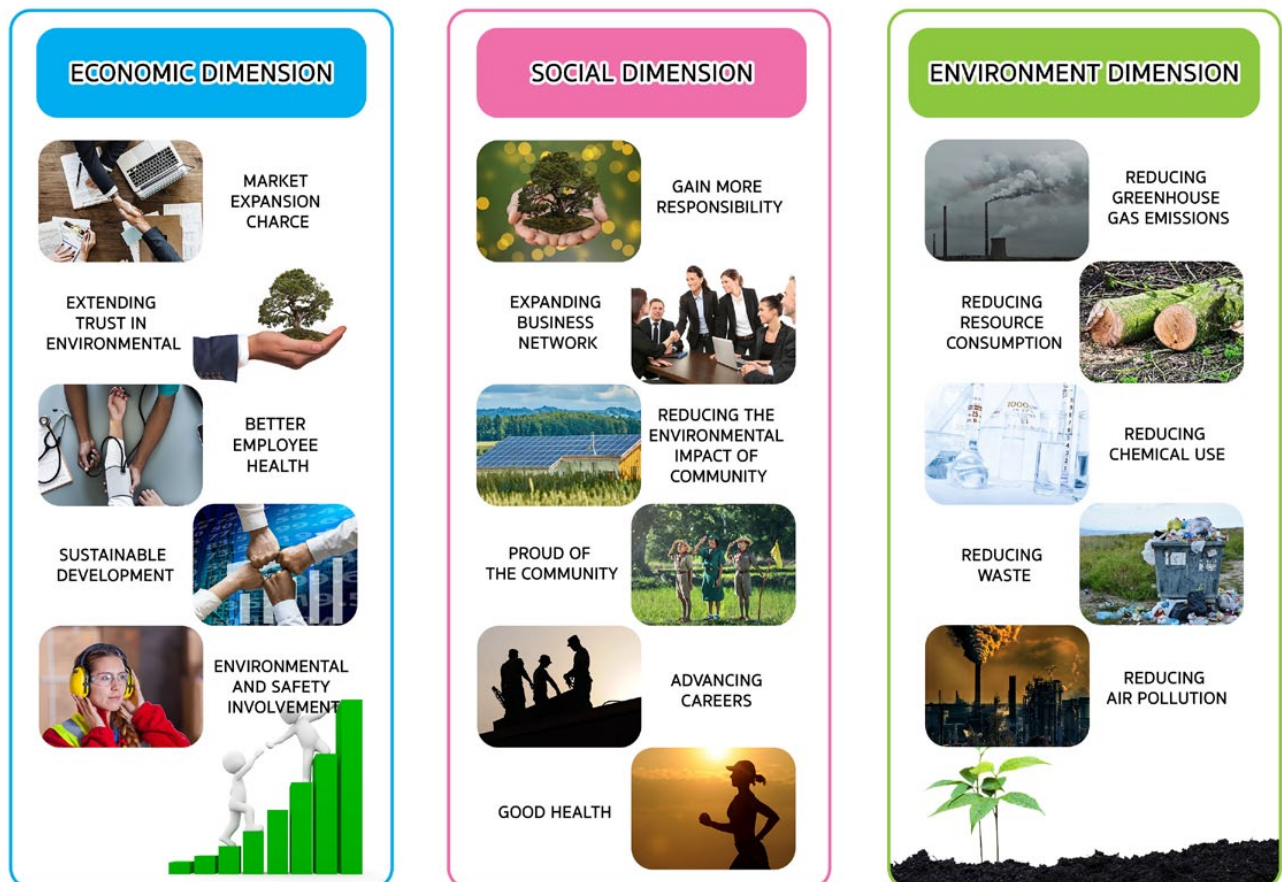 ECONOMIC DIMENSION
MARKET
EXPANSION
CHARCE
EXTENDING
TRUST IN
ENVIRONMENTAL
BETTER
EMPLOYEE
HEALTH
SUSTAINABLE
DEVELOPMENT
ENVIRONMENTAL
AND SAFETY
INVOLVEMENT
SOCIAL DIMENSION
GAIN MORE
RESPONSIBILITY
EXPANDING
BUSINESS
NETWORK
REDUCING THE
ENVIRONMENTAL
IMPACT OF
COMMUNITY
PROUD OF
THE COMMUNITY
ADVANCING
CAREERS
GOOD HEALTH
ENVIRONMENT DIMENSION
REDUCING
GREENHOUSE
GAS EMISSIONS
REDUCING
RESOURCE
CONSUMPTION
REDUCING
CHEMICAL USE
REDUCING
WASTE
REDUCING
AIR POLLUTION